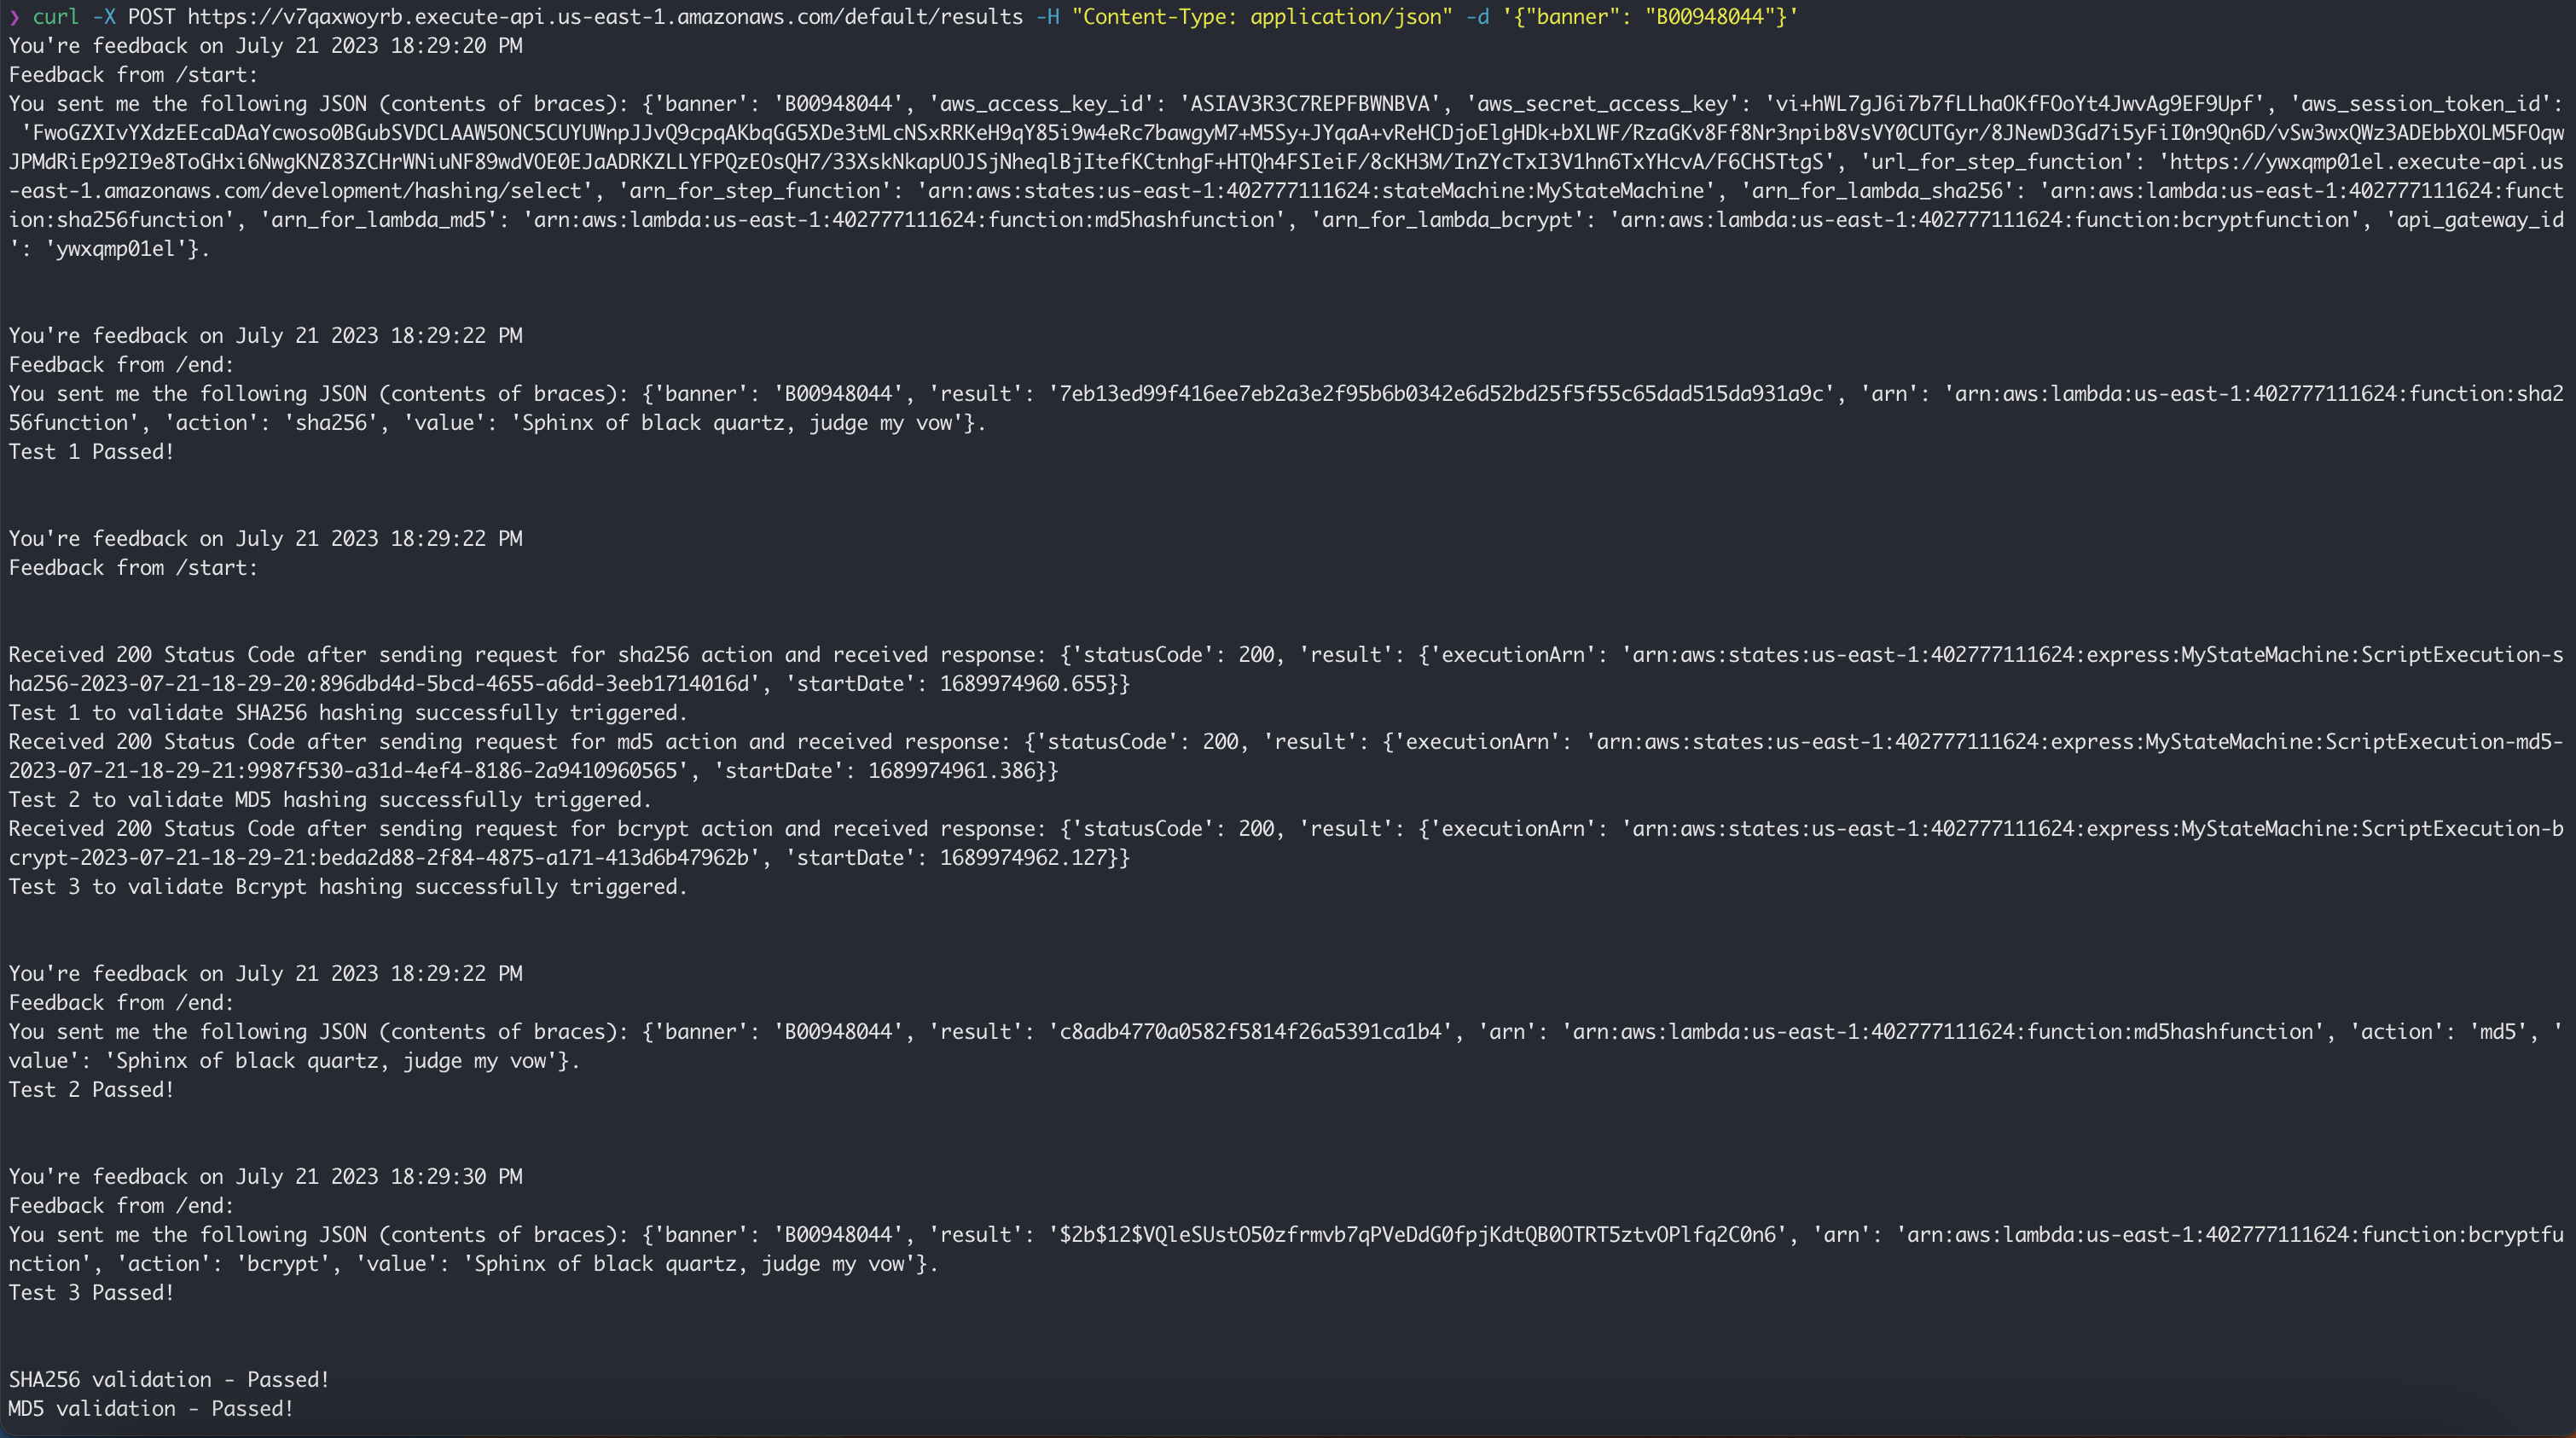 ❯ curl -X POST https://v7qaxwoyrb.execute-api.us-east-1.amazonaws.com/default/results -H "Content-Type: application/json" -d '{"banner": "B00948044"}'
You're feedback on July 21 2023 18:29:20 PM
Feedback from /start:
You sent me the following JSON (contents of braces): {'banner': 'B00948044', 'aws_access_key_id': 'ASIAV3R3C7REPFBWNBVA', 'aws_secret_access_key': 'vi+hWL7gJ6i7b7fLLhaOKfFOoYt4JwvAg9EF9Upf', 'aws_session_token_id':
'FwoGZXIvYXdzEEcaDAaYcwoso0BGubSVDCLAAW5ONC5CUYUWnpJJvQ9cpqAKbqGG5XDe3tMLcNSxRRKeH9qY85i9w4eRc7bawgyM7+M5Sy+JYqaA+vReHCDjoElgHDk+bXLWF/RzaGKv8Ff8Nr3npib8VsVY0CUTGyr/8JNewD3Gd7i5yFiI0n9Qn6D/vSw3wxQWz3ADEbbXOLM5FOqw
JPMdRiEp92I9e8ToGHxi6NwgKNZ83ZCHrWNiuNF89wdVOE0EJaADRKZLLYFPQzEOsQH7/33XskNkapUOJSjNheqlBjItefKCtnhgF+HTQh4FSIeiF/8cKH3M/InZYcTxI3V1hn6TxYHcvA/F6CHSTtgS', 'url_for_step_function': 'https://ywxqmp01el.execute-api.us
-east-1.amazonaws.com/development/hashing/select', 'arn_for_step_function': 'arn:aws:states:us-east-1:402777111624:stateMachine:MyStateMachine', 'arn_for_lambda_sha256': 'arn:aws:lambda:us-east-1:402777111624:funct
ion:sha256function', 'arn_for_lambda_md5': 'arn:aws:lambda:us-east-1:402777111624:function:md5hashfunction', 'arn_for_lambda_bcrypt': 'arn:aws:lambda:us-east-1:402777111624:function:bcryptfunction', 'api_gateway_id
': 'ywxqmp01el'}.
You're feedback on July 21 2023 18:29:22 PM
Feedback from /end:
You sent me the following JSON (contents of braces): {'banner': 'B00948044', 'result': '7eb13ed99f416ee7eb2a3e2f95b6b0342e6d52bd25f5f55c65dad515da931a9c', 'arn': 'arn:aws:lambda:us-east-1:402777111624:function:sha2
56function', 'action': 'sha256', 'value': 'Sphinx of black quartz, judge my vow'}.
Test 1 Passed!
You're feedback on July 21 2023 18:29:22 PM
Feedback from /start:
Received 200 Status Code after sending request for sha256 action and received response: {'statusCode': 200, 'result': {'executionArn': 'arn:aws:states:us-east-1:402777111624:express:MyStateMachine:ScriptExecution-s
ha256-2023-07-21-18-29-20:896dbd4d-5bcd-4655-a6dd-3eeb1714016d', 'startDate': 1689974960.655}}
Test 1 to validate SHA256 hashing successfully triggered.
Received 200 Status Code after sending request for md5 action and received response: {'statusCode': 200, 'result': {'executionArn': 'arn:aws:states:us-east-1:402777111624:express:MyStateMachine:ScriptExecution-md5-
2023-07-21-18-29-21:9987f530-a31d-4ef4-8186-2a9410960565', 'startDate': 1689974961.386}}
Test 2 to validate MD5 hashing successfully triggered.
Received 200 Status Code after sending request for bcrypt action and received response: {'statusCode': 200, 'result': {'executionArn': 'arn:aws:states:us-east-1:402777111624:express:MyStateMachine:ScriptExecution-b
crypt-2023-07-21-18-29-21:beda2d88-2f84-4875-a171-413d6b47962b', 'startDate': 1689974962.127}}
Test 3 to validate Bcrypt hashing successfully triggered.
You're feedback on July 21 2023 18:29:22 PM
Feedback from /end:
You sent me the following JSON (contents of braces): {'banner': 'B00948044', 'result': 'c8adb4770a0582f5814f26a5391ca1b4', 'arn': 'arn:aws:lambda:us-east-1:402777111624:function:md5hashfunction', 'action': 'md5', '
value': 'Sphinx of black quartz, judge my vow'}.
Test 2 Passed!
You're feedback on July 21 2023 18:29:30 PM
Feedback from /end:
You sent me the following JSON (contents of braces): {'banner': 'B00948044', 'result': '$2b$12$VQleSUstO50zfrmvb7qPVeDdG0fpjKdtQB0OTRT5ztvOPlfq2C0n6', 'arn': 'arn:aws:lambda:us-east-1:402777111624:function:bcryptfu
nction', 'action': 'bcrypt', 'value': 'Sphinx of black quartz, judge my vow'}.
Test 3 Passed!
SHA256 validation - Passed!
MD5 validation - Passed!